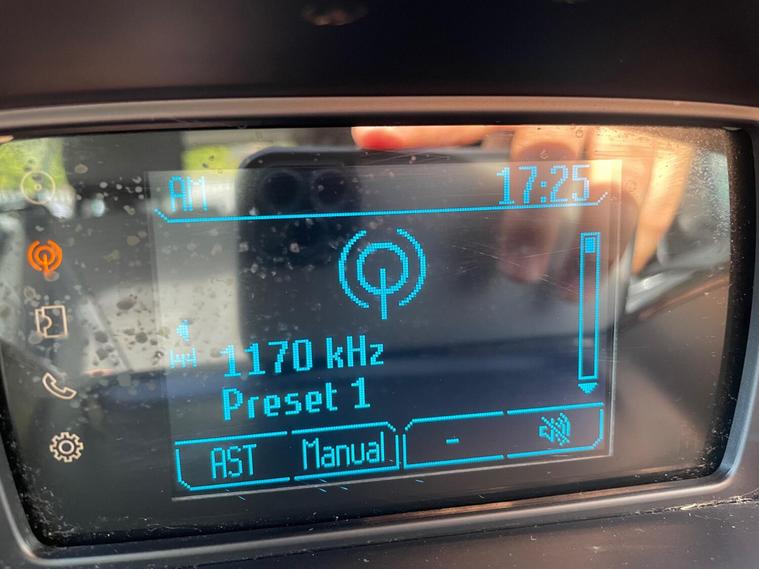 AM 17:25
1170 kHz
Preset 1
AST Manual -